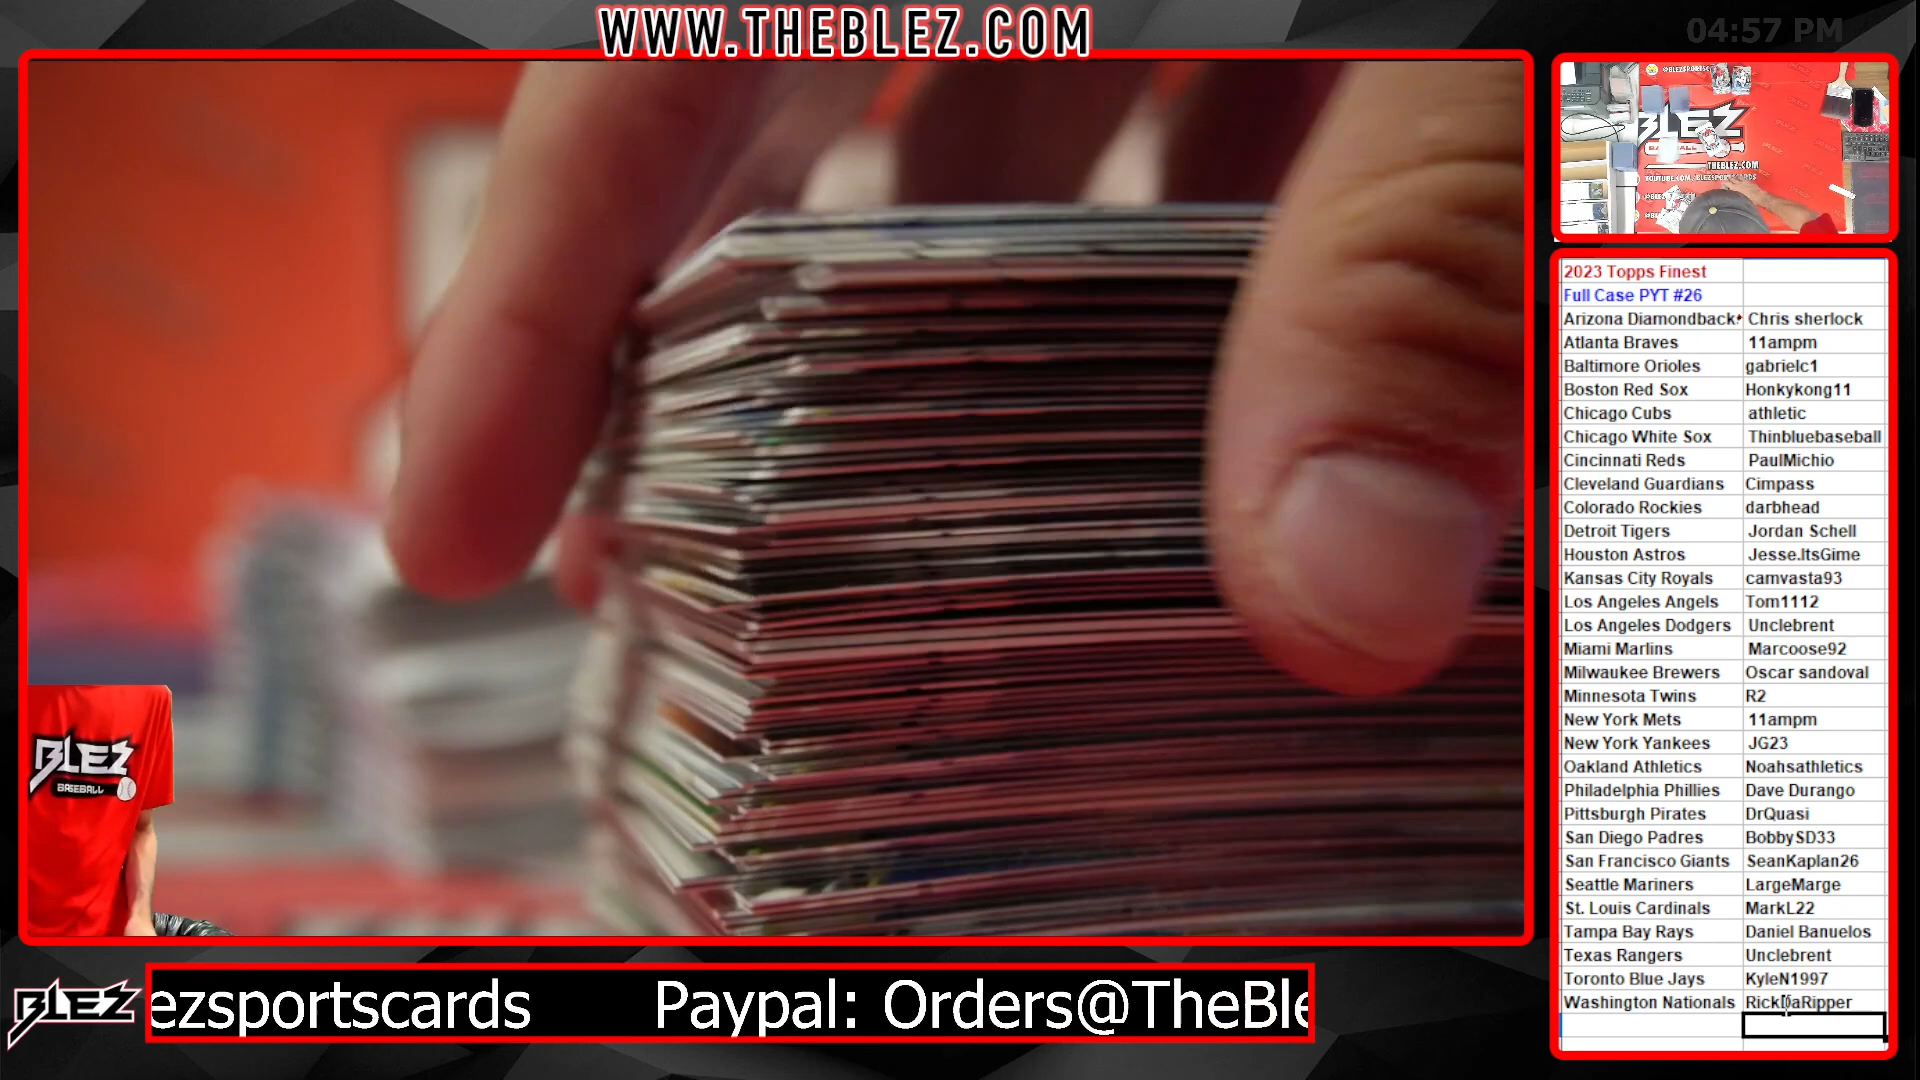 WWW.THEBLEZ.COM
04:57 PM
BLEZ
THEBLEZ.COM
2023 Topps Finest
Full Case PYT #26
Arizona Diamondback Chris sherlock
Atlanta Braves 11ampm
Baltimore Orioles gabrielc1
Boston Red Sox Honkykong11
Chicago Cubs athletic
Chicago White Sox Thinbluebaseball
Cincinnati Reds PaulMichio
Cleveland Guardians Cimpass
Colorado Rockies darbhead
Detroit Tigers Jordan Schell
Houston Astros Jesse.ItsGime
Kansas City Royals camvasta93
Los Angeles Angels Tom1112
Los Angeles Dodgers Unclebrent
Miami Marlins Marcoose92
Milwaukee Brewers Oscar sandoval
Minnesota Twins R2
New York Mets 11ampm
New York Yankees JG23
Oakland Athletics Noahsathletics
Philadelphia Phillies Dave Durango
Pittsburgh Pirates DrQuasi
San Diego Padres BobbySD33
San Francisco Giants SeanKaplan26
Seattle Mariners LargeMarge
St. Louis Cardinals MarkL22
Tampa Bay Rays Daniel Banuelos
Texas Rangers Unclebrent
Toronto Blue Jays KyleN1997
Washington Nationals RickDaRipper
BLEZ
BASEBALL
BLEZ
ezsportscards Paypal: Orders@TheBle